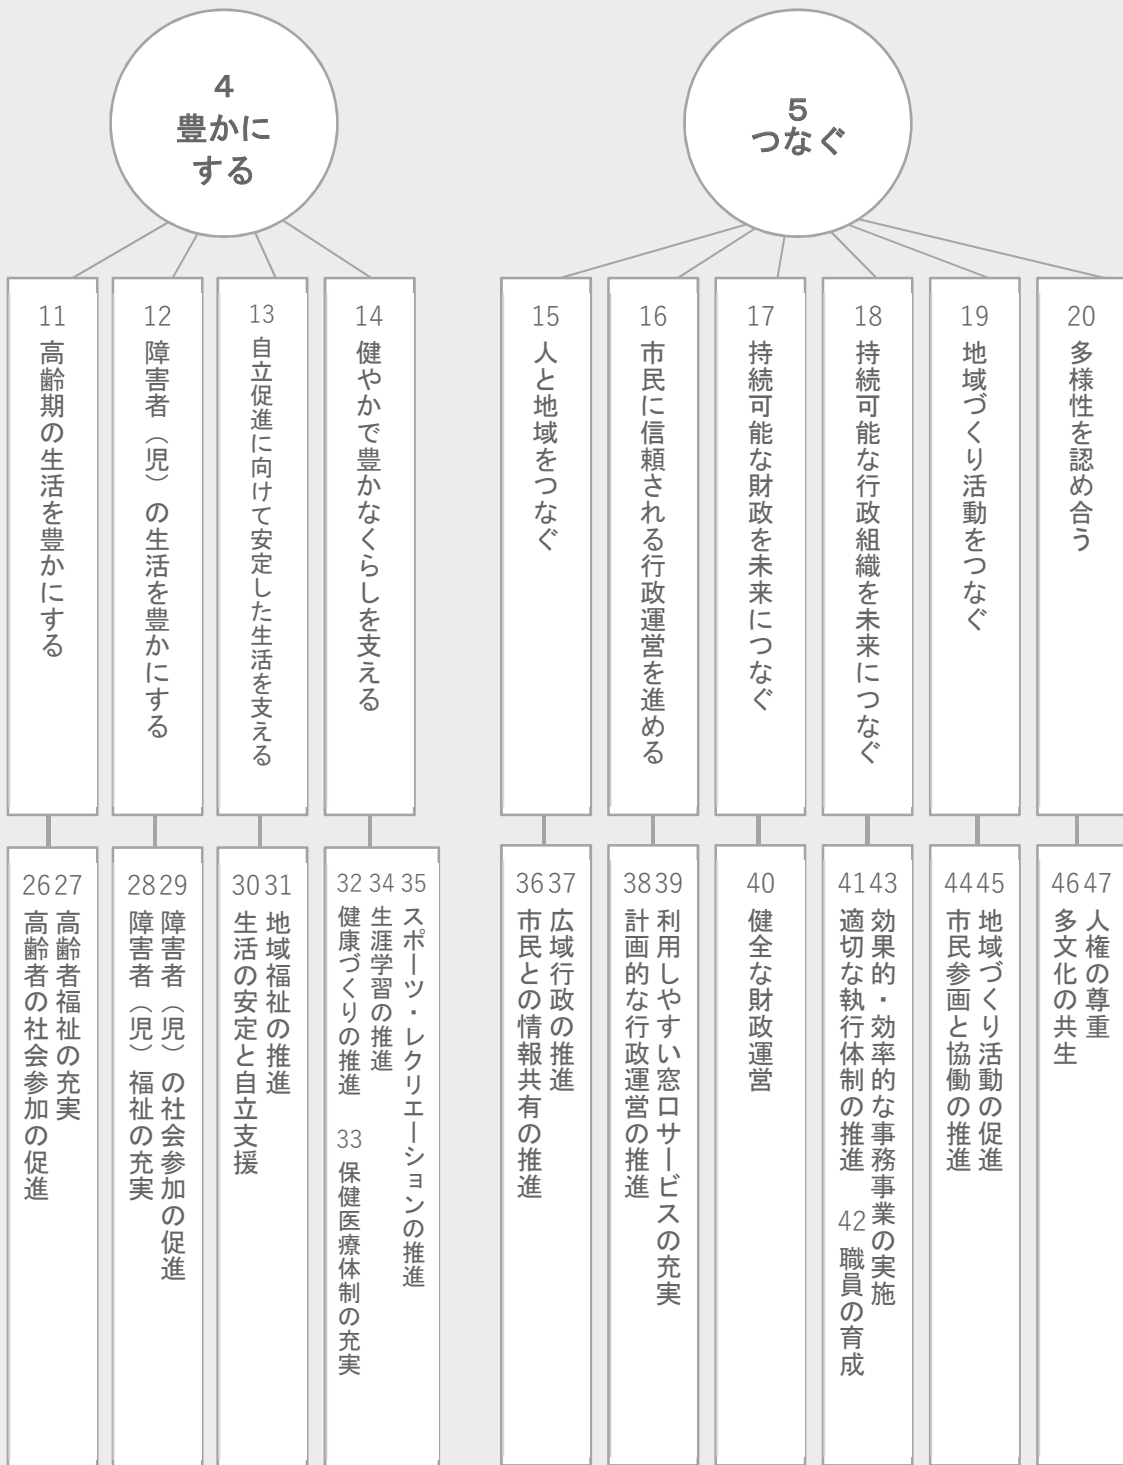 4
豊かに
する
5
つなぐ
11 高齢期の生活を豊かにする
12 障害者（児）の生活を豊かにする
13 自立促進に向けて安定した生活を支える
14 健やかで豊かなくらしを支える
15 人と地域をつなぐ
16 市民に信頼される行政運営を進める
17 持続可能な財政を未来につなぐ
18 持続可能な行政組織を未来につなぐ
19 地域づくり活動をつなぐ
20 多様性を認め合う
26 高齢者の社会参加の促進
27 高齢者福祉の充実
28 障害者（児）福祉の充実
29 障害者（児）の社会参加の促進
30 生活の安定と自立支援
31 地域福祉の推進
32 健康づくりの推進 33 保健医療体制の充実
34 生涯学習の推進
35 スポーツ・レクリエーションの推進
36 市民との情報共有の推進
37 広域行政の推進
38 計画的な行政運営の推進
39 利用しやすい窓口サービスの充実
40 健全な財政運営
41 適切な執行体制の推進 42 職員の育成
43 効果的・効率的な事務事業の実施
44 市民参画と協働の推進
45 地域づくり活動の促進
46 多文化の共生
47 人権の尊重